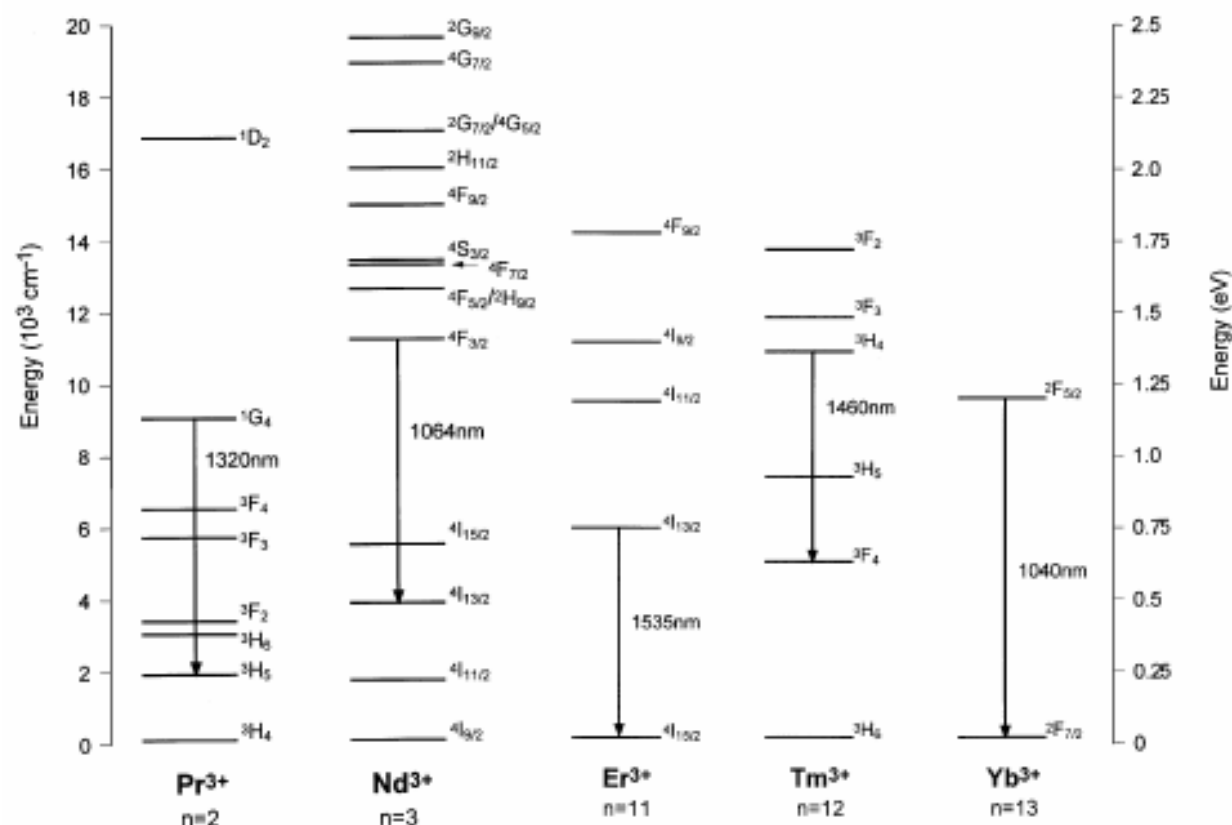 20
18
16
14
12
10
8
6
4
2
0
Energy (10³ cm⁻¹)
¹D₂
¹G₄
1320nm
³F₄
³F₃
³F₂
³H₆
³H₅
³H₄
Pr³⁺
n=2
²G₉/₂
⁴G₇/₂
²G₇/₂/⁴G₅/₂
²H₁₁/₂
⁴F₉/₂
⁴S₃/₂
⁴F₇/₂
⁴F₅/₂/²H₉/₂
⁴F₃/₂
1064nm
⁴I₁₅/₂
⁴I₁₃/₂
⁴I₁₁/₂
⁴I₉/₂
Nd³⁺
n=3
⁴F₉/₂
⁴I₉/₂
⁴I₁₁/₂
⁴I₁₃/₂
1535nm
⁴I₁₅/₂
Er³⁺
n=11
³F₂
³F₃
³H₄
1460nm
³H₅
³F₄
³H₆
Tm³⁺
n=12
²F₅/₂
1040nm
²F₇/₂
Yb³⁺
n=13
2.5
2.25
2.0
1.75
1.5
1.25
1.0
0.75
0.5
0.25
0
Energy (eV)